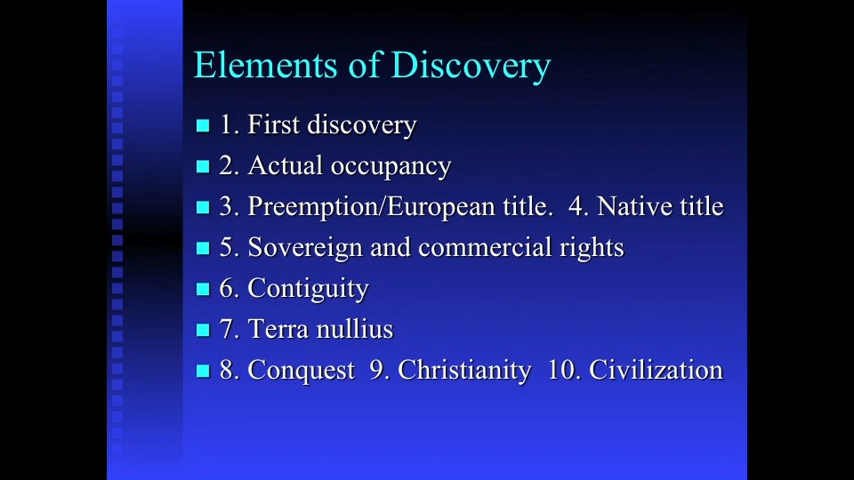 Elements of Discovery
1. First discovery
2. Actual occupancy
3. Preemption/European title.  4. Native title
5. Sovereign and commercial rights
6. Contiguity
7. Terra nullius
8. Conquest  9. Christianity  10. Civilization